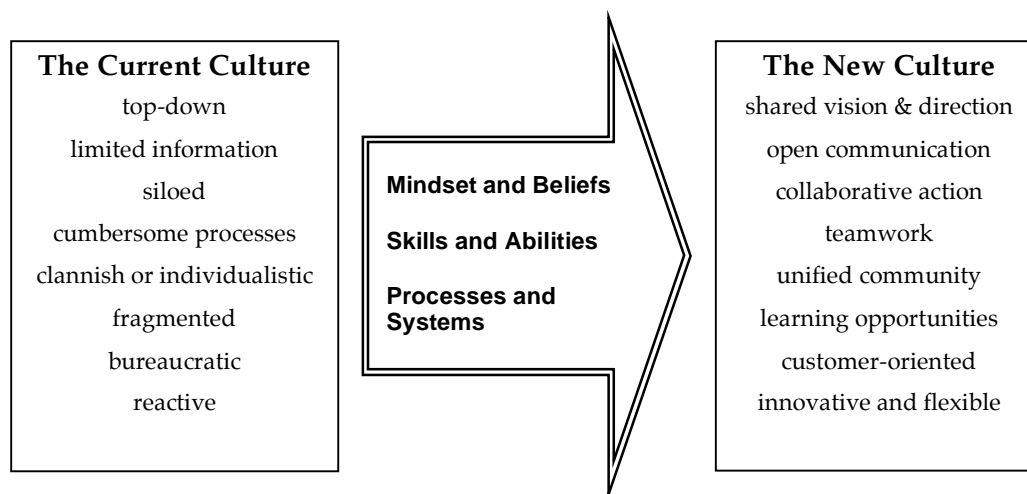 The Current Culture
top-down
limited information
siloed
cumbersome processes
clannish or individualistic
fragmented
bureaucratic
reactive
Mindset and Beliefs
Skills and Abilities
Processes and
Systems
The New Culture
shared vision & direction
open communication
collaborative action
teamwork
unified community
learning opportunities
customer-oriented
innovative and flexible